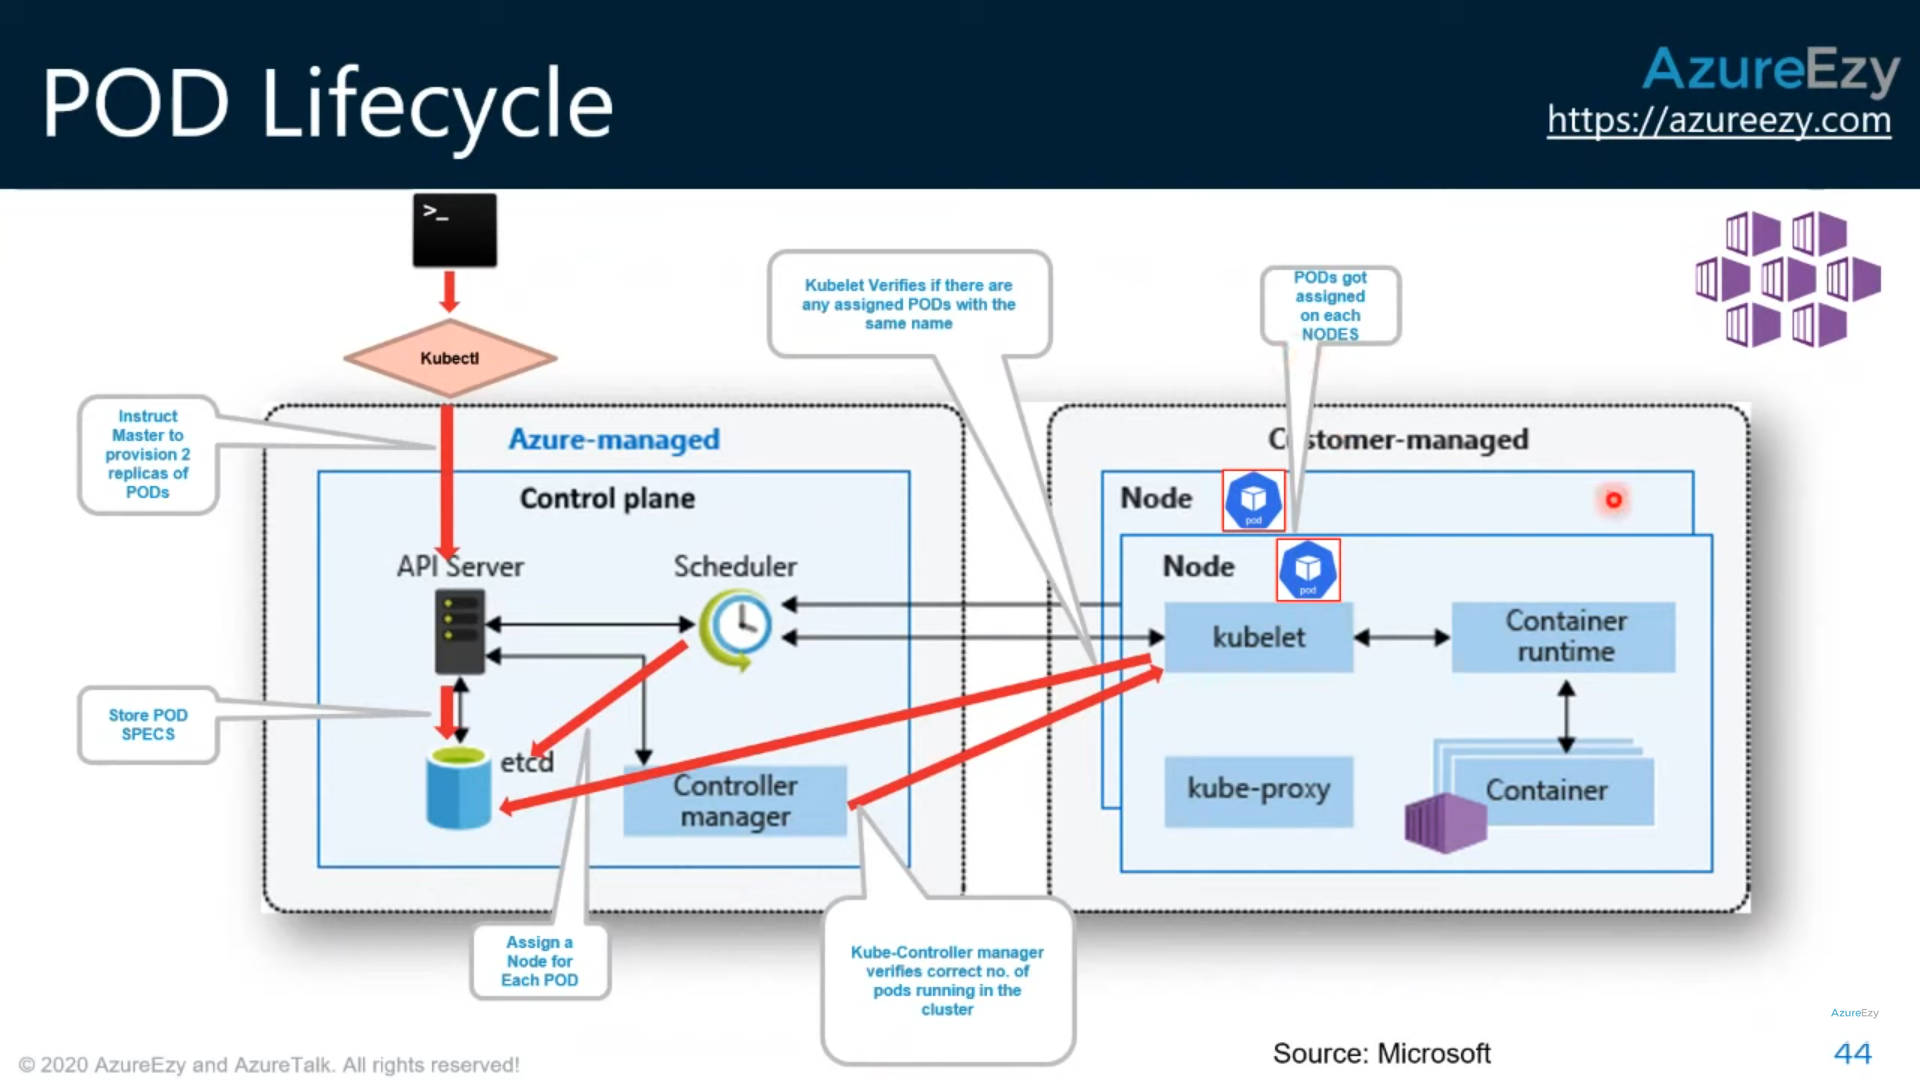 POD Lifecycle
AzureEzy
https://azureezy.com
>_
Kubectl
Kubelet Verifies if there are
any assigned PODs with the
same name
PODs got
assigned
on each
NODES
Instruct
Master to
provision 2
replicas of
PODs
Azure-managed
Customer-managed
Control plane
Node
pod
API Server
Scheduler
Node
pod
kubelet
Container
runtime
Store POD
SPECS
etcd
Controller
manager
kube-proxy
Container
Assign a
Node for
Each POD
Kube-Controller manager
verifies correct no. of
pods running in the
cluster
AzureEzy
© 2020 AzureEzy and AzureTalk. All rights reserved!
Source: Microsoft
44